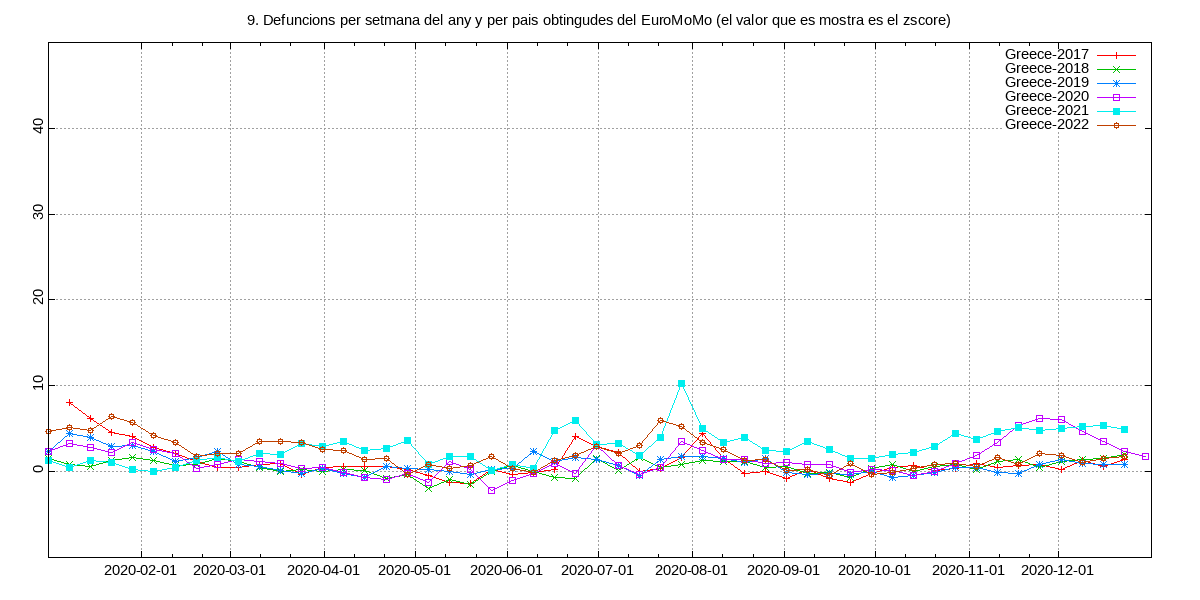 9. Defuncions per setmana del any y per pais obtingudes del EuroMoMo (el valor que es mostra es el zscore)
Greece-2017
Greece-2018
Greece-2019
Greece-2020
Greece-2021
Greece-2022
40
30
20
10
0
2020-02-01 2020-03-01 2020-04-01 2020-05-01 2020-06-01 2020-07-01 2020-08-01 2020-09-01 2020-10-01 2020-11-01 2020-12-01